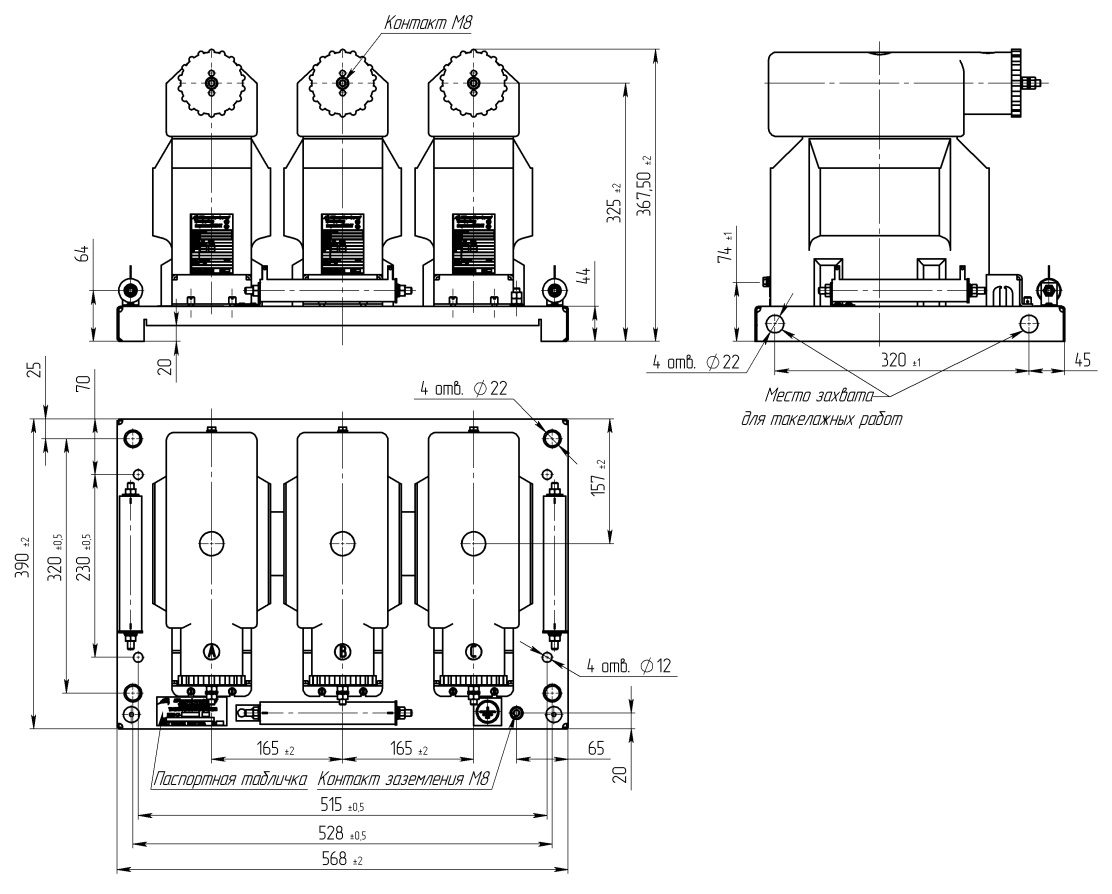 Контакт М8
64
20
44
325 ±2
367,50 ±2
74 ±1
4 отв. ∅22
320 ±1
45
Место захвата
для такелажных работ
25
70
4 отв. ∅22
157 ±2
390 ±2
320 ±0,5
230 ±0,5
А
В
С
4 отв. ∅12
165 ±2
165 ±2
65
20
Паспортная табличка
Контакт заземления М8
515 ±0,5
528 ±0,5
568 ±2